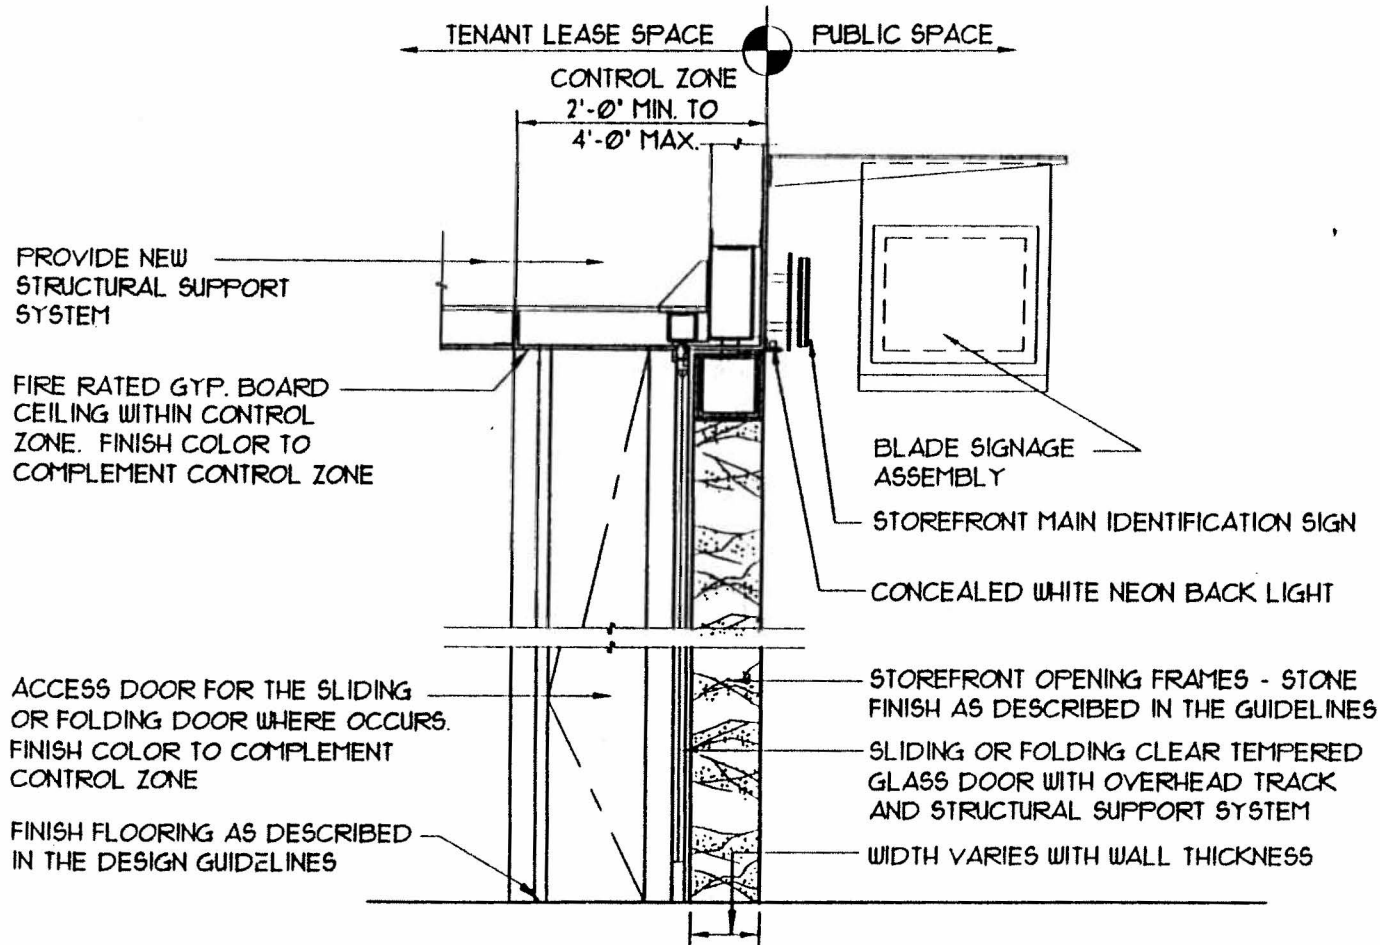 TENANT LEASE SPACE
PUBLIC SPACE
CONTROL ZONE
2'-0" MIN. TO
4'-0" MAX.
PROVIDE NEW
STRUCTURAL SUPPORT
SYSTEM
FIRE RATED GYP. BOARD
CEILING WITHIN CONTROL
ZONE. FINISH COLOR TO
COMPLEMENT CONTROL ZONE
BLADE SIGNAGE
ASSEMBLY
STOREFRONT MAIN IDENTIFICATION SIGN
CONCEALED WHITE NEON BACK LIGHT
ACCESS DOOR FOR THE SLIDING
OR FOLDING DOOR WHERE OCCURS.
FINISH COLOR TO COMPLEMENT
CONTROL ZONE
STOREFRONT OPENING FRAMES - STONE
FINISH AS DESCRIBED IN THE GUIDELINES
SLIDING OR FOLDING CLEAR TEMPERED
GLASS DOOR WITH OVERHEAD TRACK
AND STRUCTURAL SUPPORT SYSTEM
FINISH FLOORING AS DESCRIBED
IN THE DESIGN GUIDELINES
WIDTH VARIES WITH WALL THICKNESS